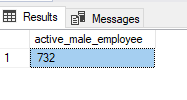 Results Messages
active_male_employee
1 732